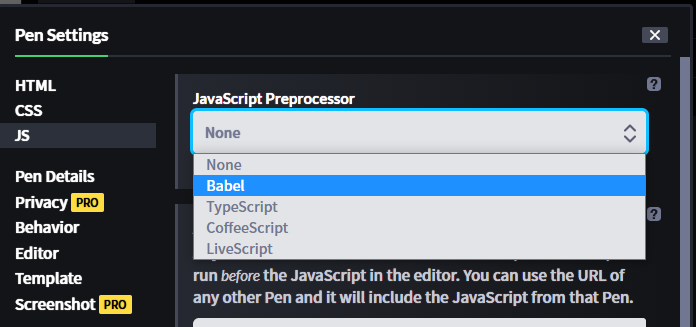 Pen Settings
HTML
CSS
JS
Pen Details
Privacy PRO
Behavior
Editor
Template
Screenshot PRO
?
JavaScript Preprocessor
None
None
Babel
TypeScript
CoffeeScript
LiveScript
?
run before the JavaScript in the editor. You can use the URL of
any other Pen and it will include the JavaScript from that Pen.